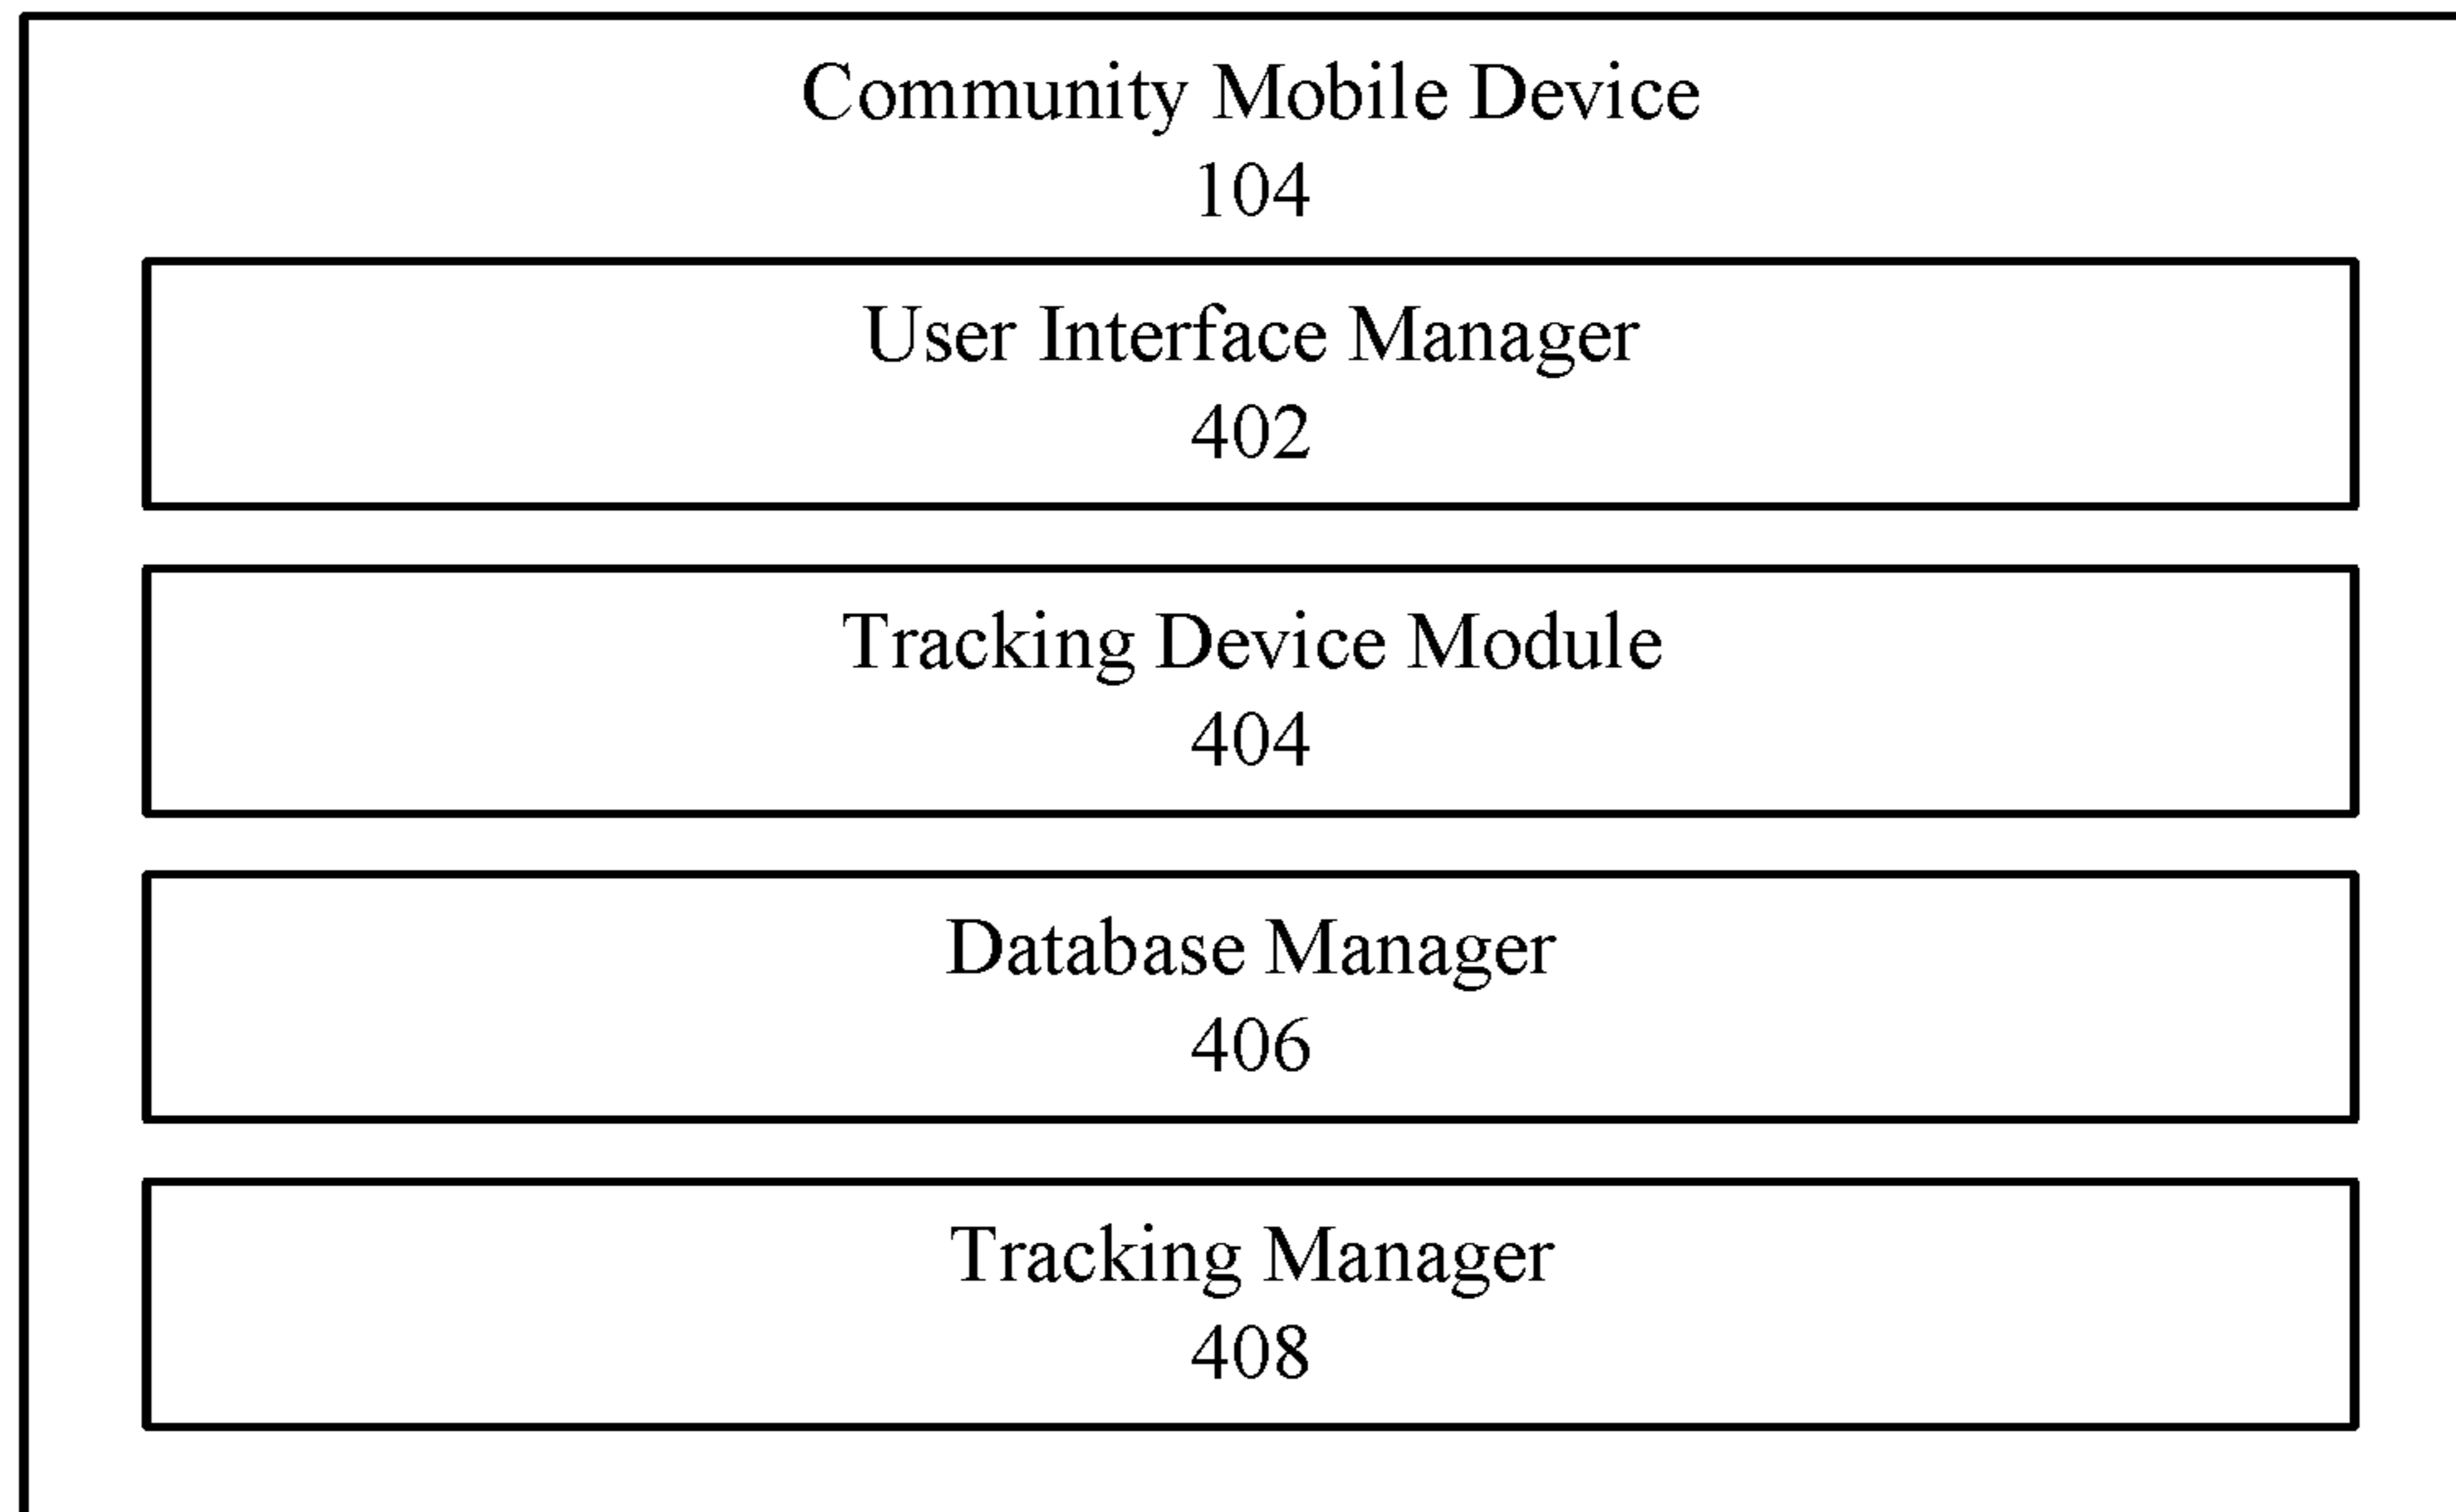 Community Mobile Device
104
User Interface Manager
402
Tracking Device Module
404
Database Manager
406
Tracking Manager
408